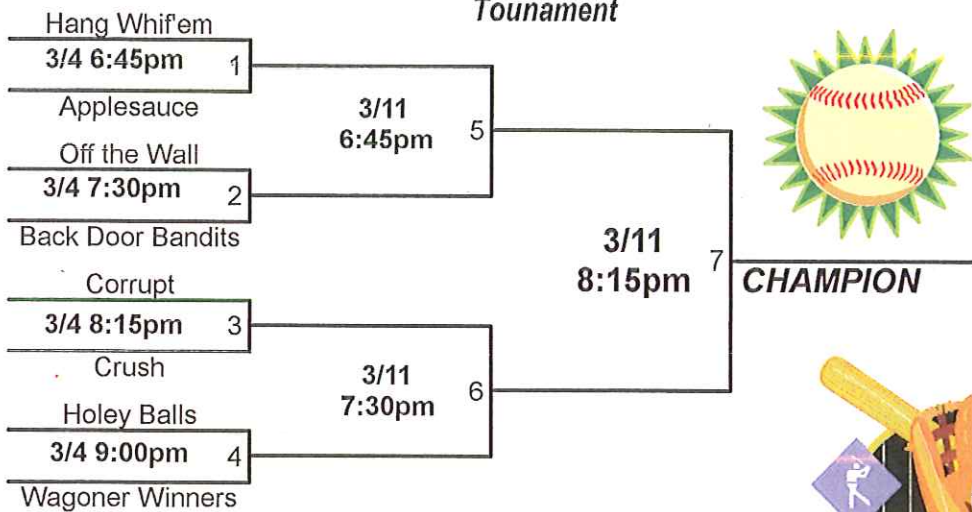 Tounament
Hang Whif'em
3/4 6:45pm 1
Applesauce
3/11
6:45pm 5
Off the Wall
3/4 7:30pm 2
Back Door Bandits
3/11
8:15pm 7
CHAMPION
Corrupt
3/4 8:15pm 3
Crush
3/11
7:30pm 6
Holey Balls
3/4 9:00pm 4
Wagoner Winners